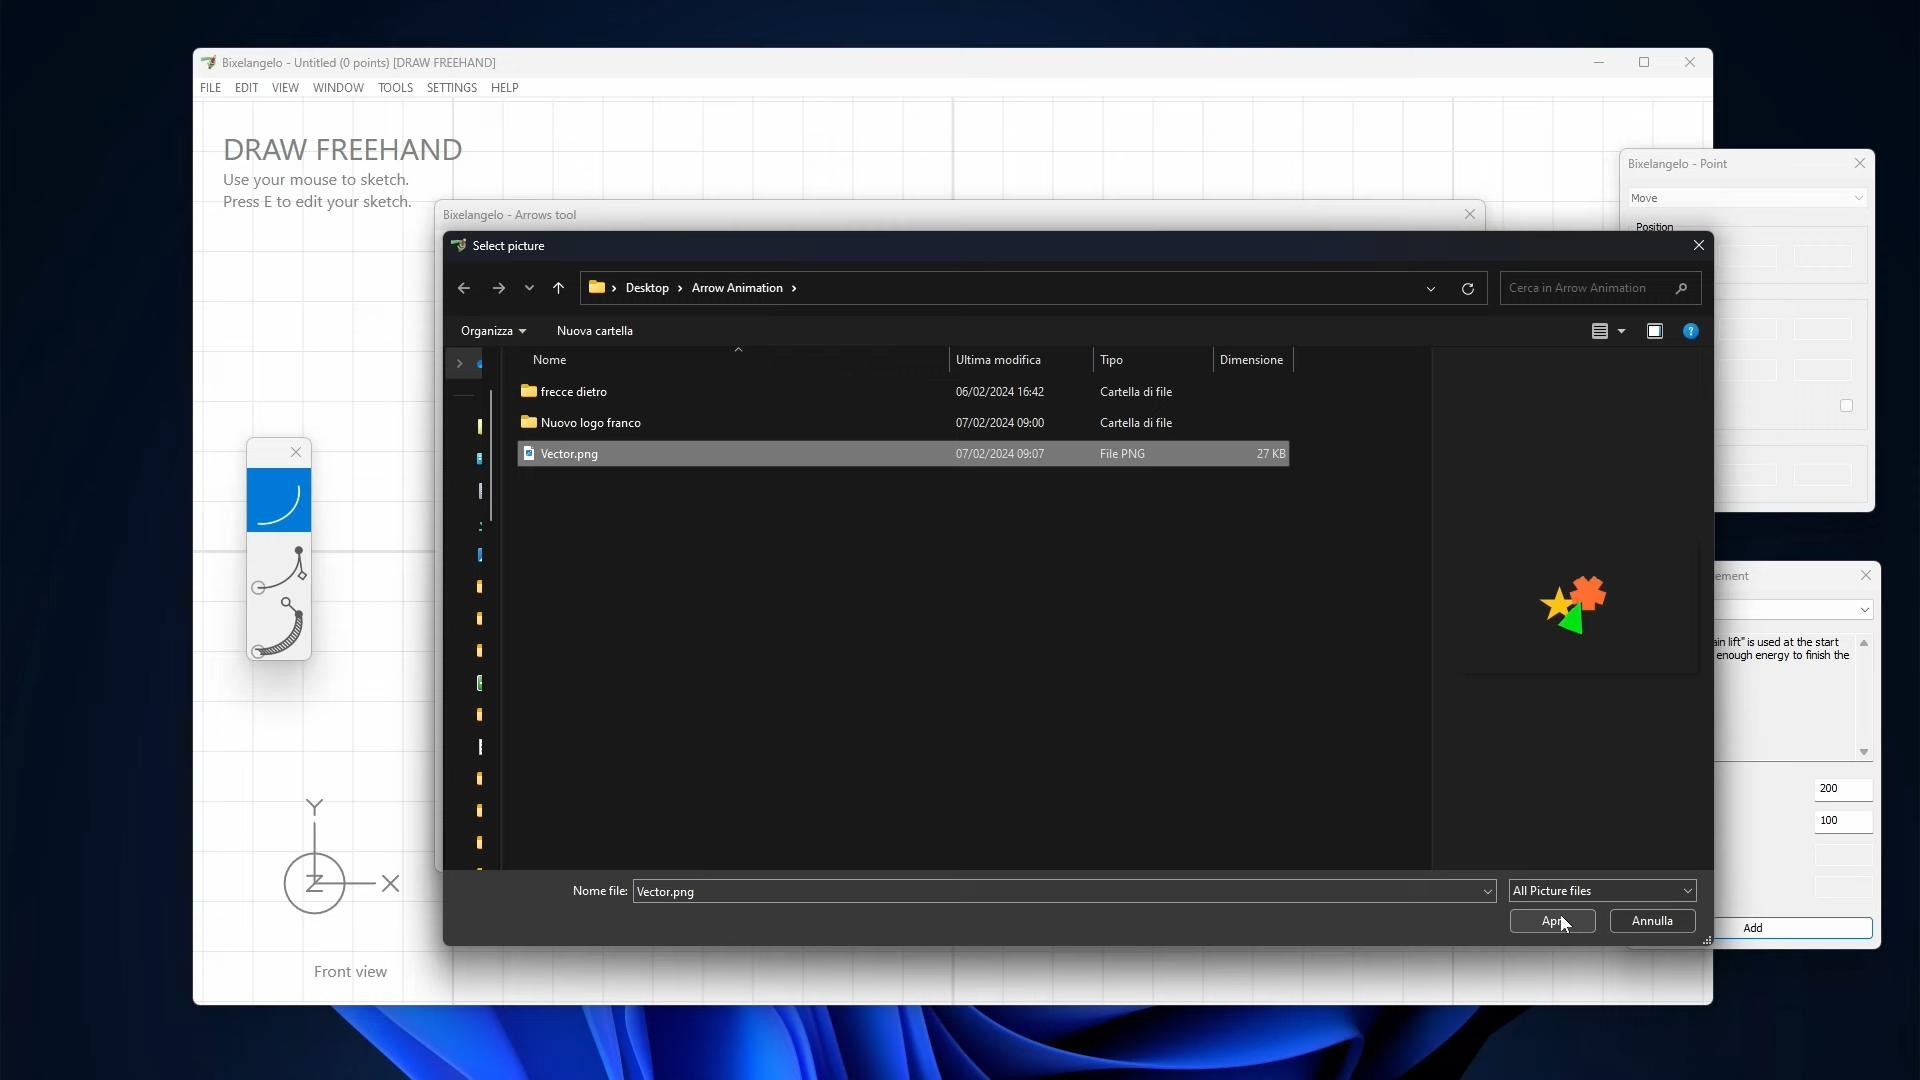 Bixelangelo - Untitled (0 points) [DRAW FREEHAND]
FILE EDIT VIEW WINDOW TOOLS SETTINGS HELP
DRAW FREEHAND
Use your mouse to sketch.
Press E to edit your sketch.
Bixelangelo - Arrows tool
Select picture
Desktop Arrow Animation
Cerca in Arrow Animation
Organizza
Nuova cartella
Nome Ultima modifica Tipo Dimensione
frecce dietro 06/02/2024 16:42 Cartella di file
Nuovo logo franco 07/02/2024 09:00 Cartella di file
Vector.png 07/02/2024 09:07 File PNG 27 KB
Nome file: Vector.png
All Picture files
Annulla
Bixelangelo - Point
Move
Position
lift" is used at the start
enough energy to finish the
200
100
Add
Y
Z
X
Front view